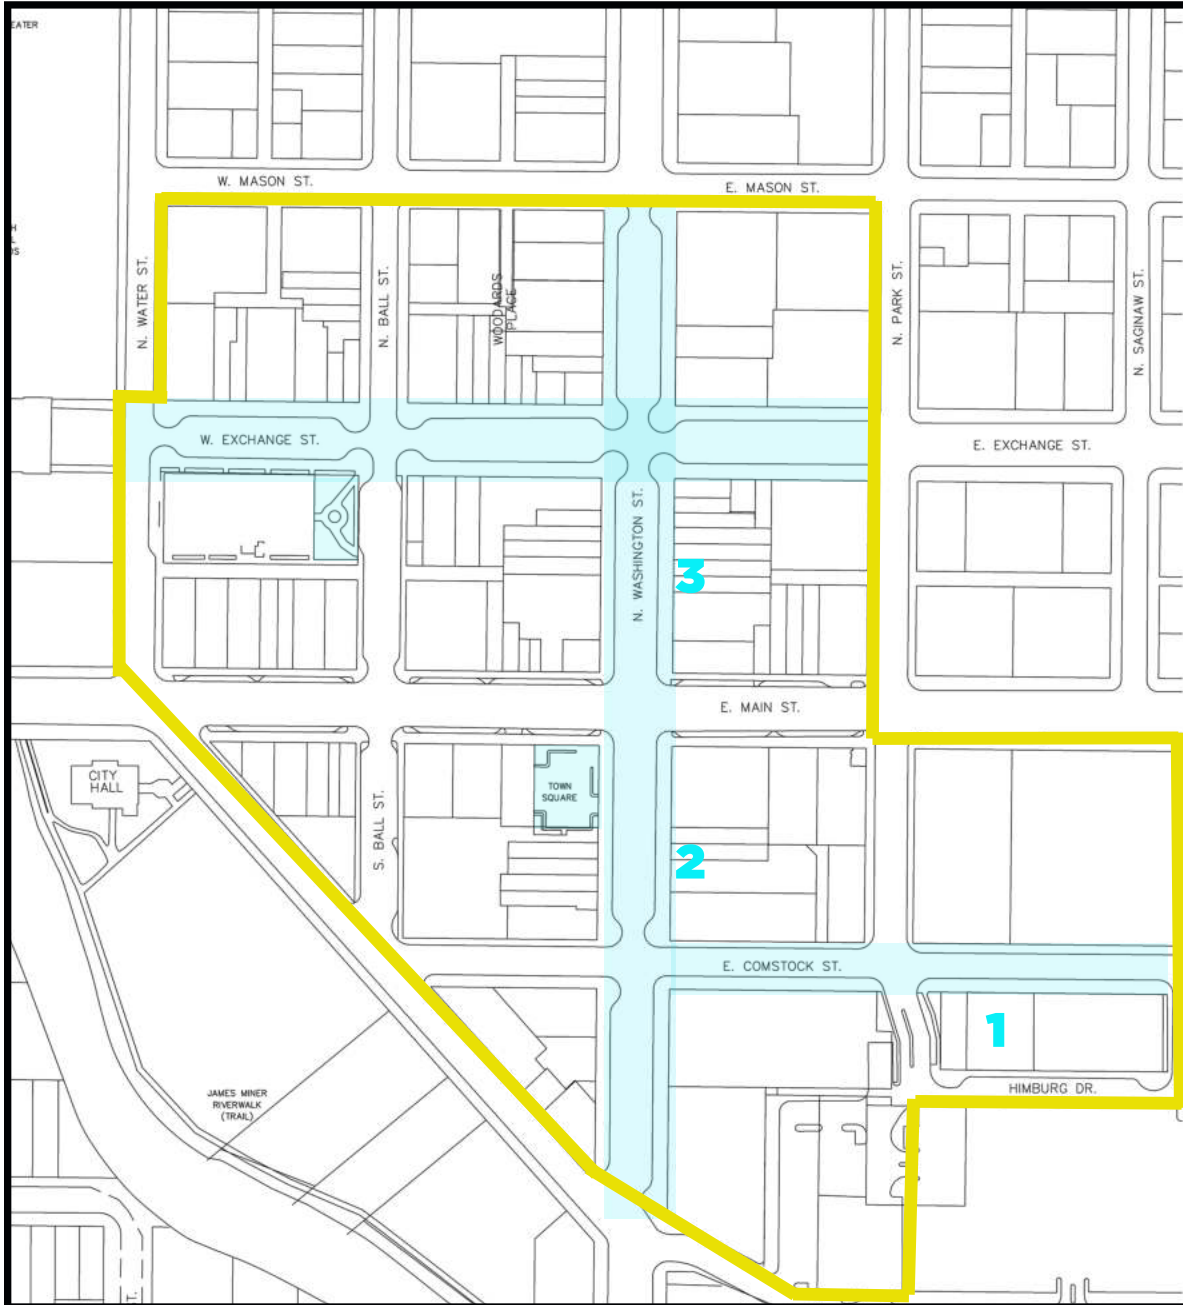 EATER
W. MASON ST.
E. MASON ST.
N. WATER ST.
N. BALL ST.
WOODARDS
PLACE
N. PARK ST.
N. SAGINAW ST.
W. EXCHANGE ST.
E. EXCHANGE ST.
N. WASHINGTON ST.
3
E. MAIN ST.
CITY
HALL
TOWN
SQUARE
S. BALL ST.
2
E. COMSTOCK ST.
1
HIMBURG DR.
JAMES MINER
RIVERWALK
(TRAIL)